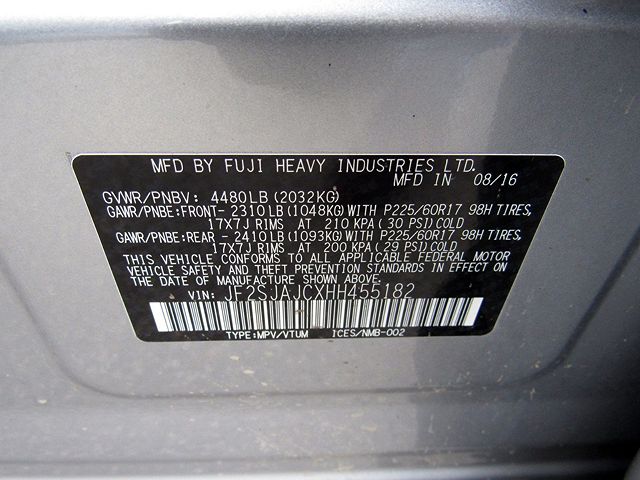 MFD BY FUJI HEAVY INDUSTRIES LTD.
MFD IN 08/16
GVWR/PNBV: 4480LB(2032KG)
GAWR/PNBE:FRONT-2310LB(1048KG)WITH P225/60R17 98H TIRES,
17X7J RIMS AT 210 KPA(30 PSI)COLD
GAWR/PNBE:REAR -2410LB(1093KG)WITH P225/60R17 98H TIRES,
17X7J RIMS AT 200 KPA(29 PSI)COLD
THIS VEHICLE CONFORMS TO ALL APPLICABLE FEDERAL MOTOR
VEHICLE SAFETY AND THEFT PREVENTION STANDARDS IN EFFECT
ON THE DATE OF MANUFACTURE SHOWN ABOVE.
VIN: JF2SJAJCXHH455182
TYPE:MPV/VTUM ICES/NMB-002